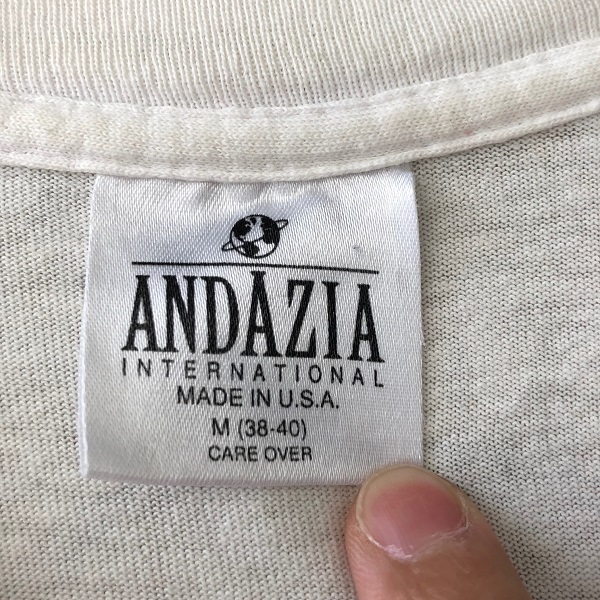 ANDAZIA
INTERNATIONAL
MADE IN U.S.A.
M (38-40)
CARE OVER